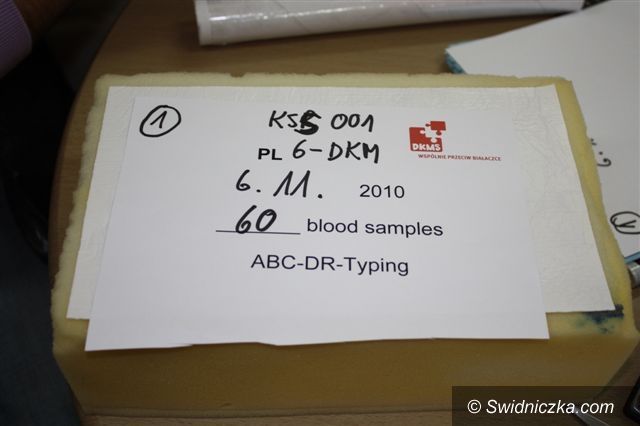 1
KSS 001
PL 6-DKM
DKMS
WSPÓLNIE PRZECIW BIAŁACZCE
6. 11. 2010
60 blood samples
ABC-DR-Typing
© Swidniczka.com